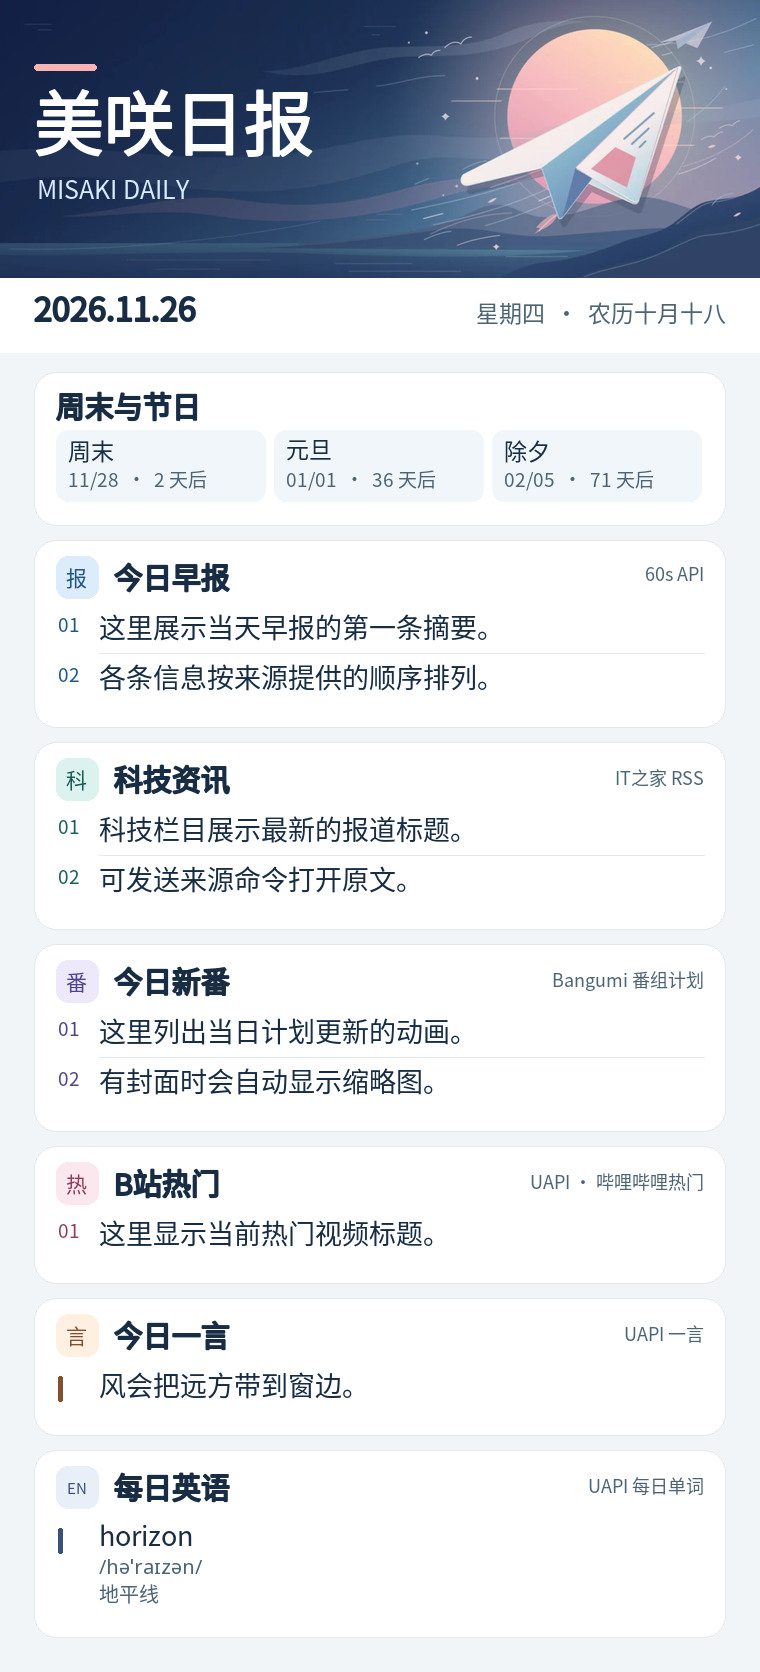 美咲日报
MISAKI DAILY
2026.11.26
星期四 · 农历十月十八
周末与节日
周末
11/28 · 2 天后
元旦
01/01 · 36 天后
除夕
02/05 · 71 天后
报 今日早报 60s API
01 这里展示当天早报的第一条摘要。
02 各条信息按来源提供的顺序排列。
科 科技资讯 IT之家 RSS
01 科技栏目展示最新的报道标题。
02 可发送来源命令打开原文。
番 今日新番 Bangumi 番组计划
01 这里列出当日计划更新的动画。
02 有封面时会自动显示缩略图。
热 B站热门 UAPI · 哔哩哔哩热门
01 这里显示当前热门视频标题。
言 今日一言 UAPI 一言
风会把远方带到窗边。
EN 每日英语 UAPI 每日单词
horizon
/həˈraɪzən/
地平线